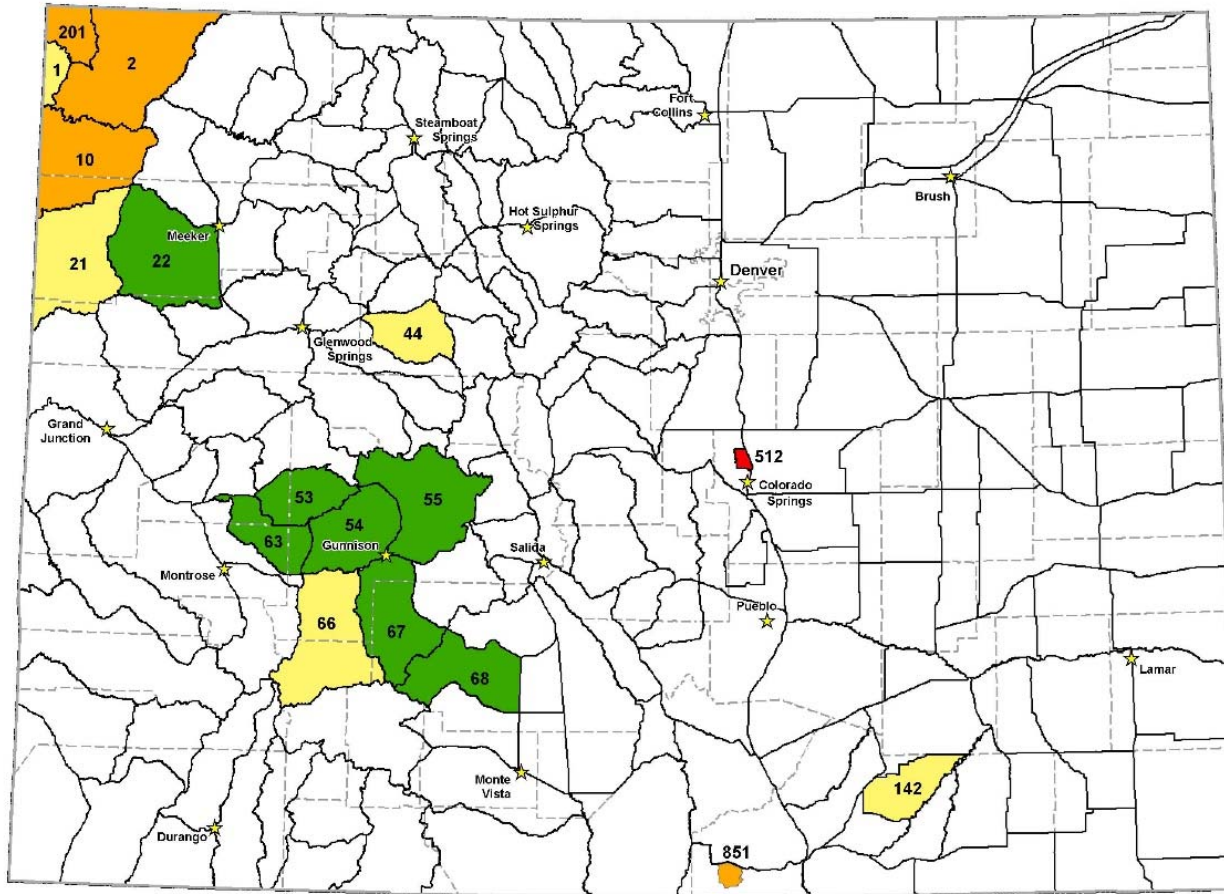 201
1
2
Fort
Collins
Steamboat
Springs
10
Brush
Hot Sulphur
Springs
Meeker
21
22
Denver
44
Glenwood
Springs
Grand
Junction
512
Colorado
Springs
53
55
54
63
Gunnison
Salida
Montrose
Pueblo
66
67
Lamar
68
Monte
Vista
142
Durango
851